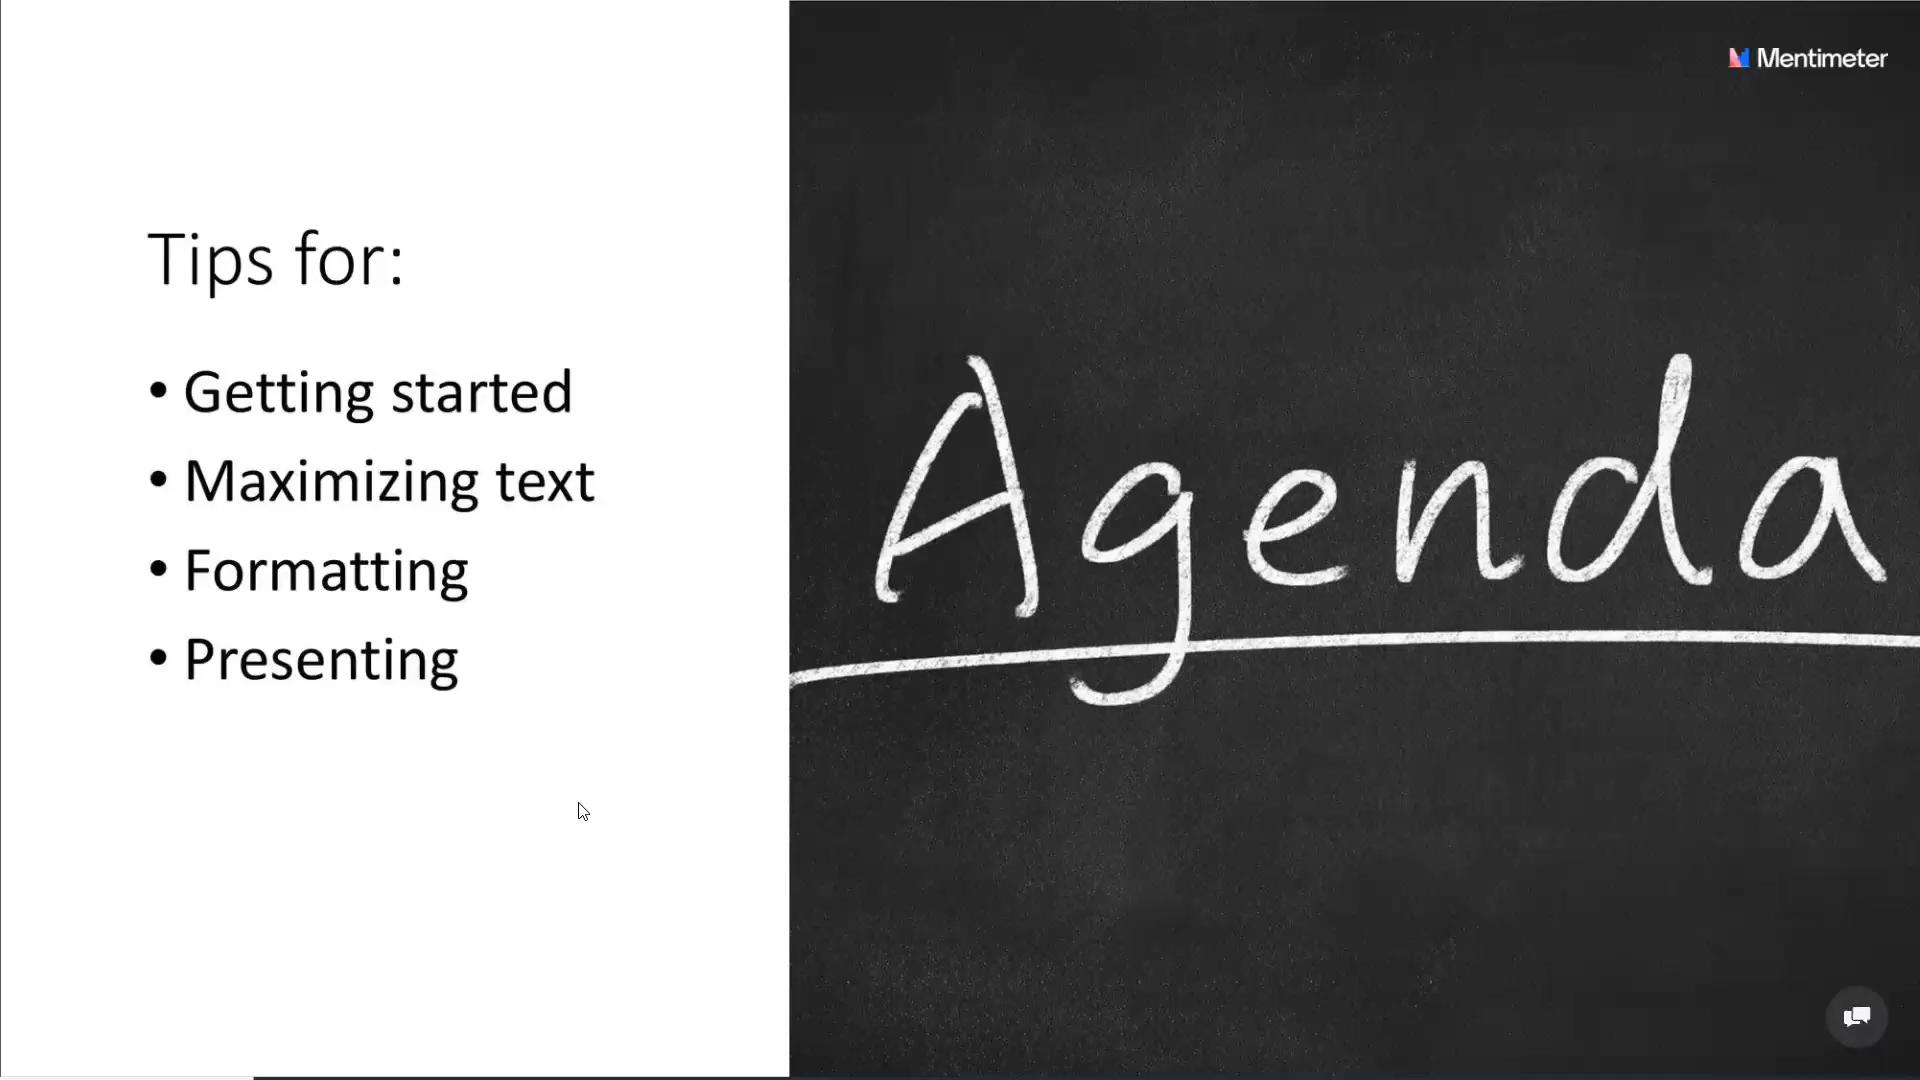 Tips for:
• Getting started
• Maximizing text
• Formatting
• Presenting
Mentimeter
Agenda